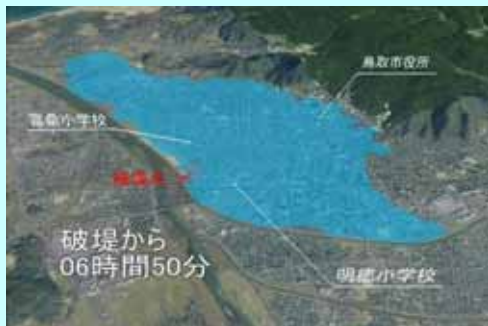 鳥取市役所
富桑小学校
破堤から
06時間50分
明徳小学校